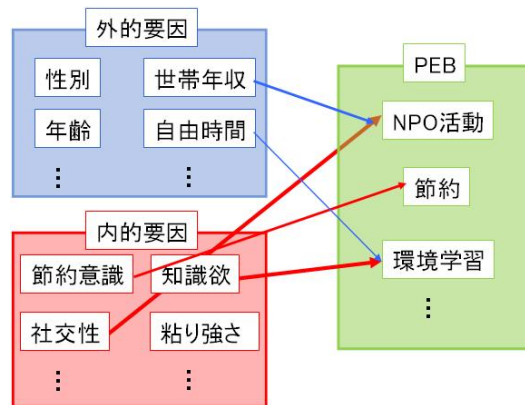 外的要因
性別
世帯年収
年齢
自由時間
⋮
⋮
内的要因
節約意識
知識欲
社交性
粘り強さ
⋮
⋮
PEB
NPO活動
節約
環境学習
⋮